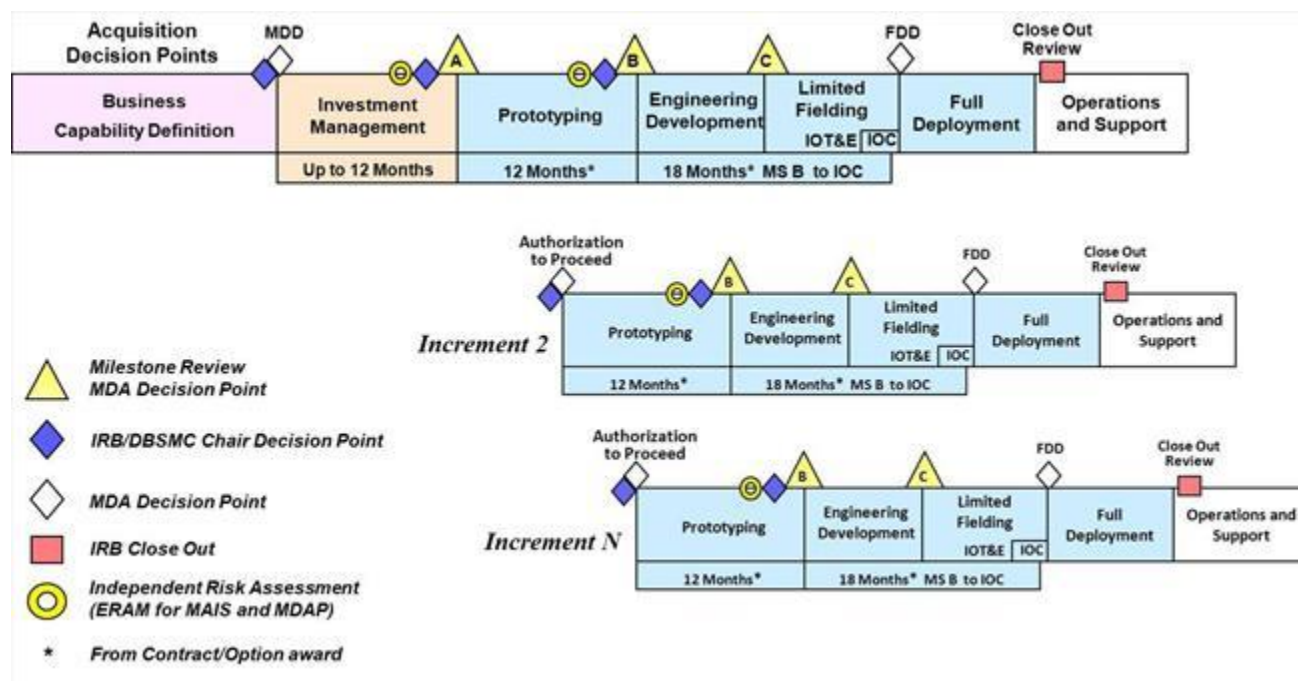 Acquisition
Decision Points
MDD
A
B
C
FDD
Close Out
Review
Business
Capability Definition
Investment
Management
Prototyping
Engineering
Development
Limited
Fielding
IOT&E
IOC
Full
Deployment
Operations
and Support
Up to 12 Months
12 Months*
18 Months* MS B to IOC
Authorization
to Proceed
B
C
FDD
Close Out
Review
Increment 2
Prototyping
Engineering
Development
Limited
Fielding
IOT&E
IOC
Full
Deployment
Operations and
Support
12 Months*
18 Months* MS B to IOC
Authorization
to Proceed
B
C
FDD
Close Out
Review
Increment N
Prototyping
Engineering
Development
Limited
Fielding
IOT&E
IOC
Full
Deployment
Operations and
Support
12 Months*
18 Months* MS B to IOC
Milestone Review
MDA Decision Point
IRB/DBSMC Chair Decision Point
MDA Decision Point
IRB Close Out
Independent Risk Assessment
(ERAM for MAIS and MDAP)
* From Contract/Option award